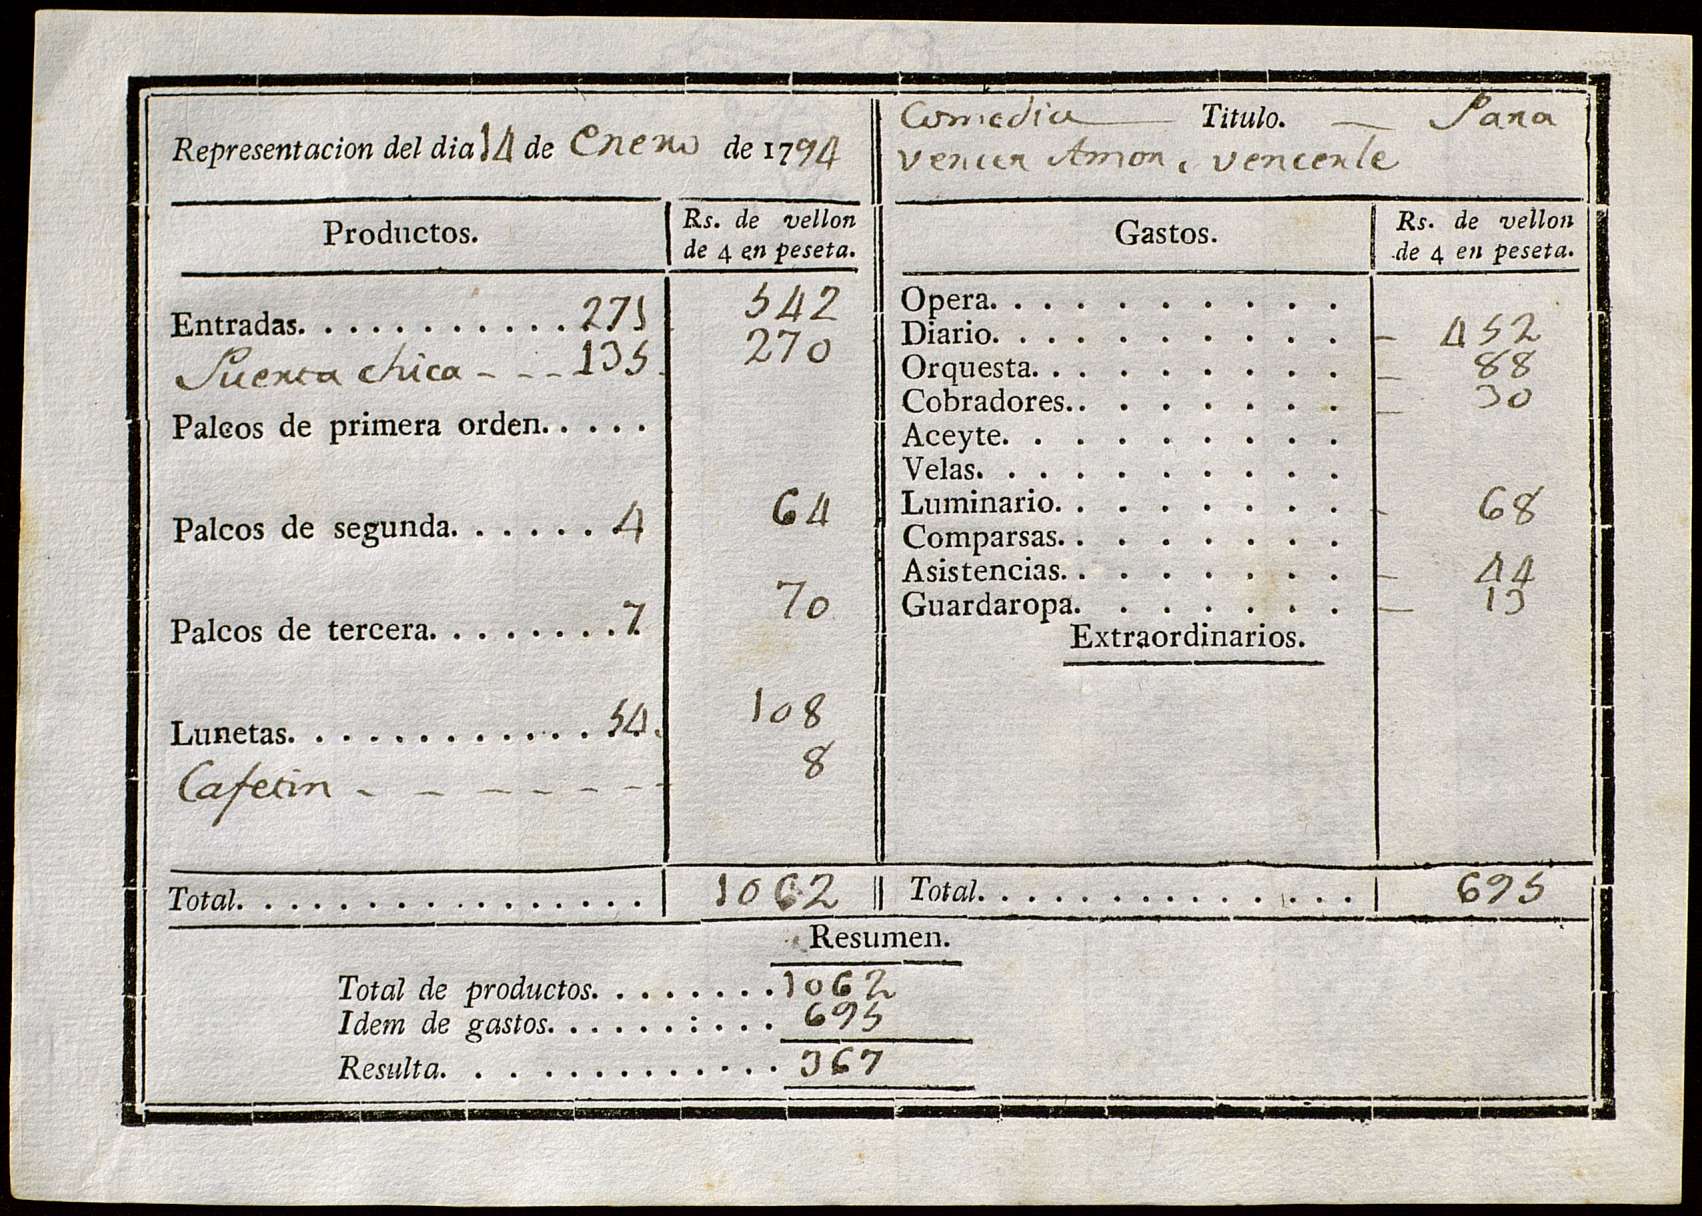 Representacion del dia 14 de Enero de 1794
Comedia Titulo. Para
vencer Amor, vencerle
Productos.
Rs. de vellon
de 4 en peseta.
Gastos.
Rs. de vellon
de 4 en peseta.
Entradas. 271 542
Puerta chica 135 270
Palcos de primera orden.
Palcos de segunda. 4 64
Palcos de tercera. 7 70
Lunetas. 54 108
Cafetin 8
Total. 1062
Opera.
Diario. 452
Orquesta. 88
Cobradores. 30
Aceyte.
Velas.
Luminario. 68
Comparsas.
Asistencias. 44
Guardaropa. 13
Extraordinarios.
Total. 695
Resumen.
Total de productos. 1062
Idem de gastos. 695
Resulta. 367